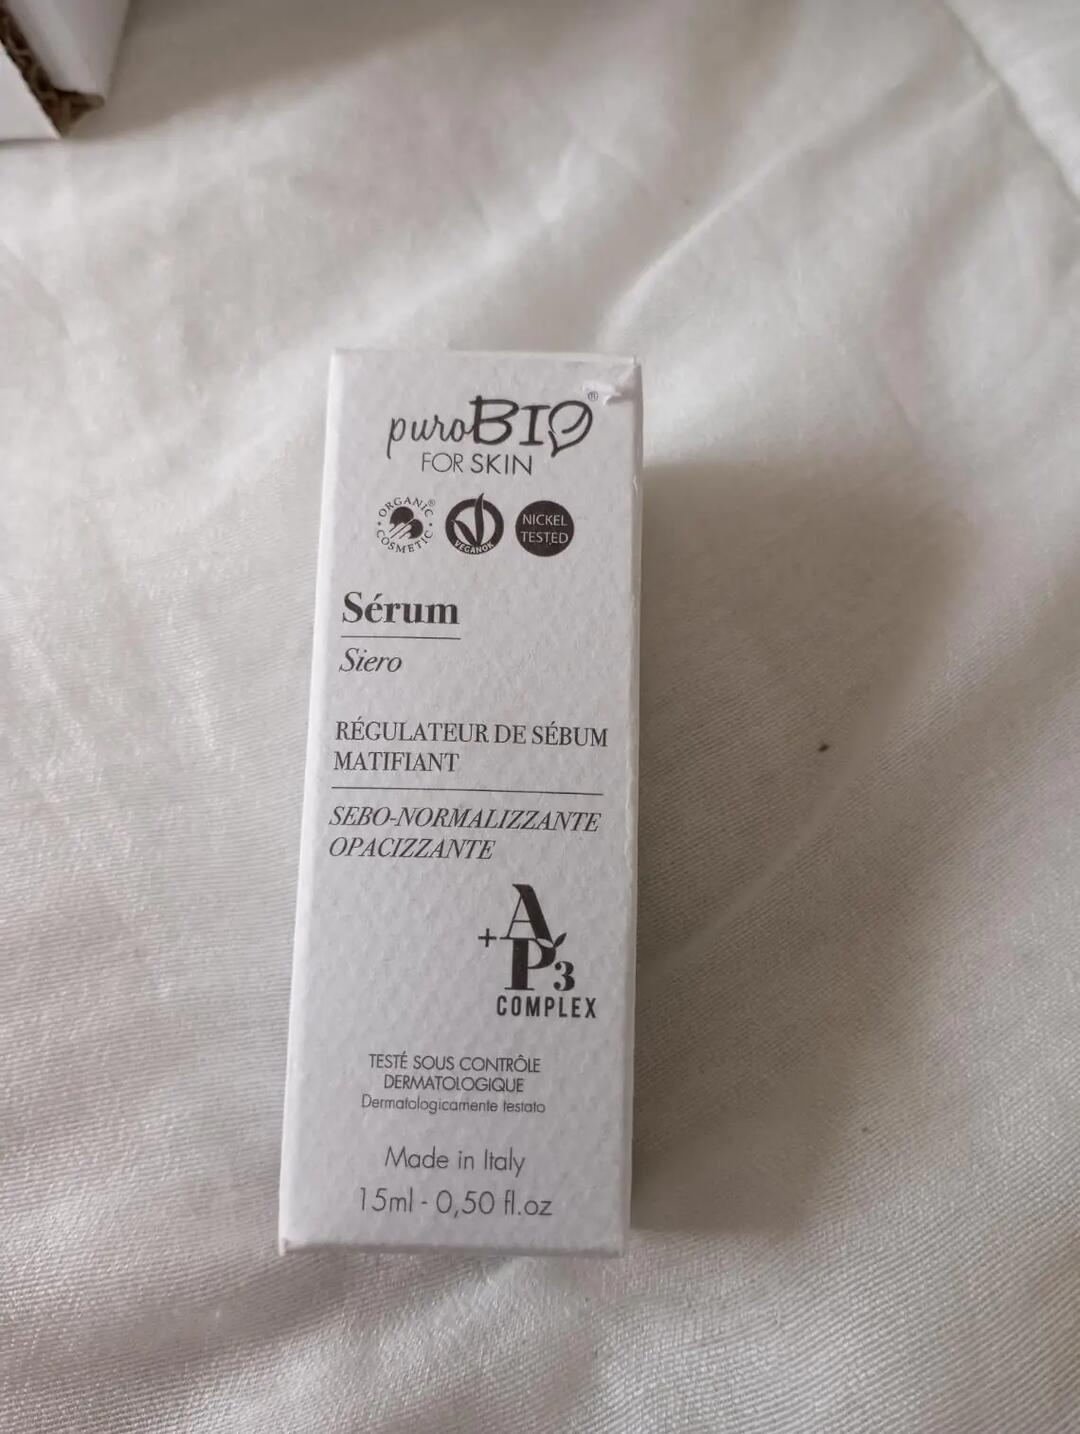 puroBIO®
FOR SKIN
ORGANIC®
COSMETIC
VEGANOK
NICKEL
TESTED
Sérum
Siero
RÉGULATEUR DE SÉBUM
MATIFIANT
SEBO-NORMALIZZANTE
OPACIZZANTE
+AP3
COMPLEX
TESTÉ SOUS CONTRÔLE
DERMATOLOGIQUE
Dermatologicamente testato
Made in Italy
15ml - 0,50 fl.oz